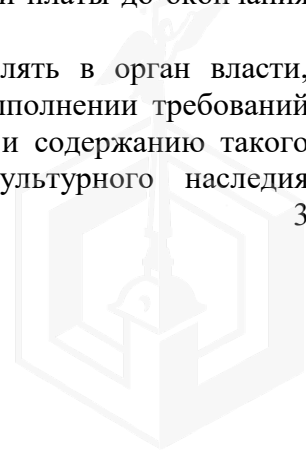 платы до окончания
лять в орган власти,
полнении требований
и содержанию такого
ультурного наследия
3